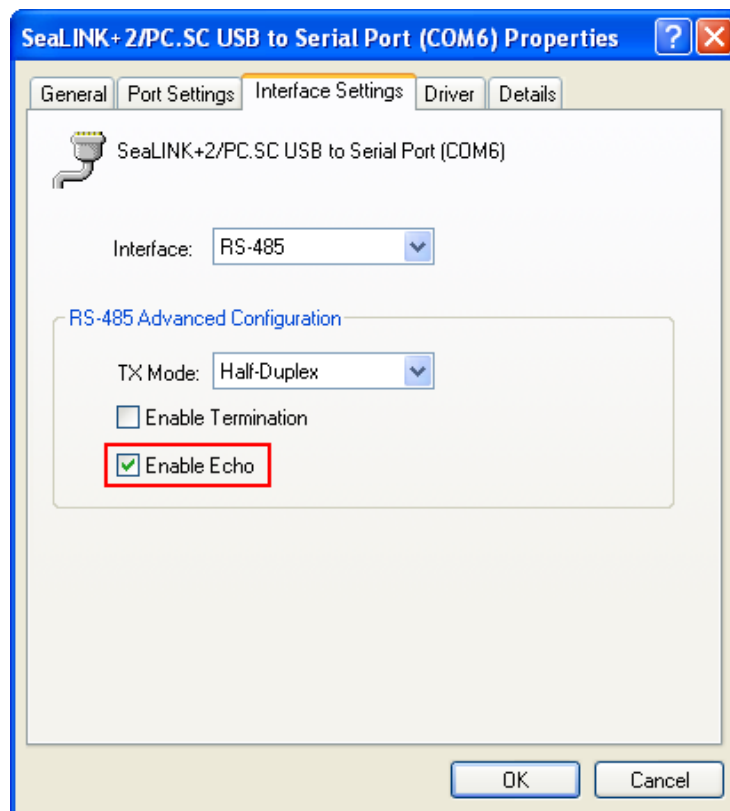 SeaLINK+2/PC.SC USB to Serial Port (COM6) Properties
General Port Settings Interface Settings Driver Details
SeaLINK+2/PC.SC USB to Serial Port (COM6)
Interface: RS-485
RS-485 Advanced Configuration
TX Mode: Half-Duplex
Enable Termination
Enable Echo
OK Cancel